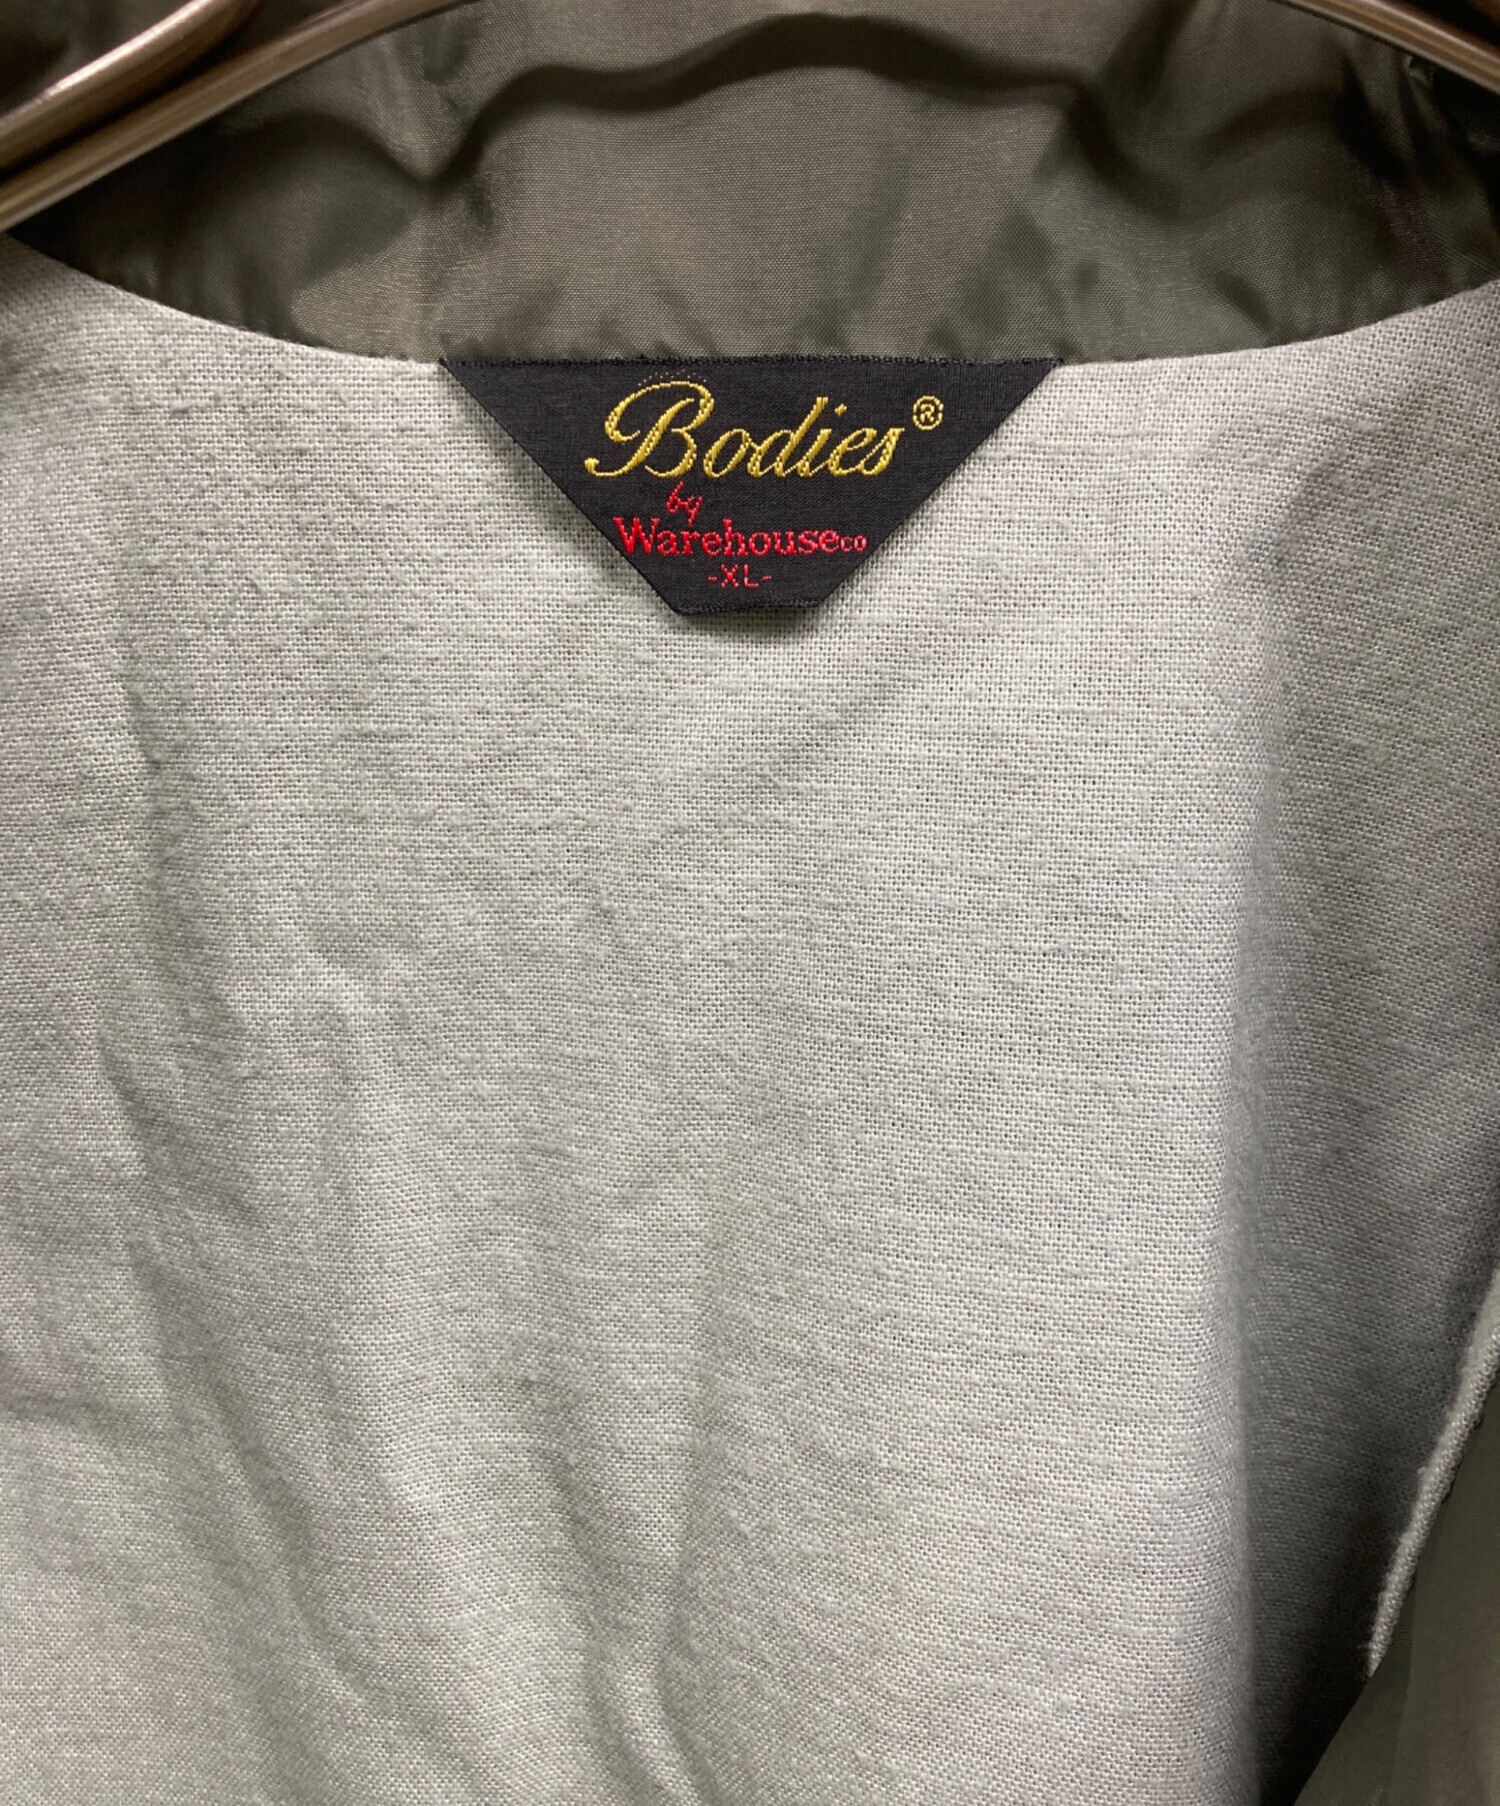 Bodies®
by
Warehouse co
-XL-